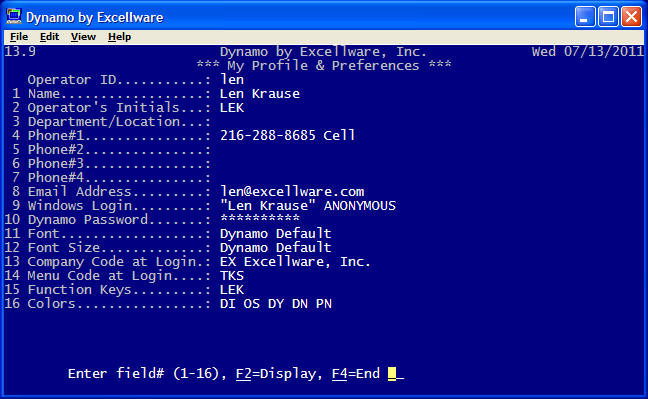 Dynamo by Excellware
File Edit View Help
13.9 Dynamo by Excellware, Inc. Wed 07/13/2011
*** My Profile & Preferences ***
Operator ID...........: len
1 Name..................: Len Krause
2 Operator's Initials...: LEK
3 Department/Location...:
4 Phone#1...............: 216-288-8685 Cell
5 Phone#2...............:
6 Phone#3...............:
7 Phone#4...............:
8 Email Address.........: len@excellware.com
9 Windows Login.........: "Len Krause" ANONYMOUS
10 Dynamo Password.......: **********
11 Font..................: Dynamo Default
12 Font Size.............: Dynamo Default
13 Company Code at Login.: EX Excellware, Inc.
14 Menu Code at Login....: TKS
15 Function Keys.........: LEK
16 Colors................: DI OS DY DN PN
Enter field# (1-16), F2=Display, F4=End